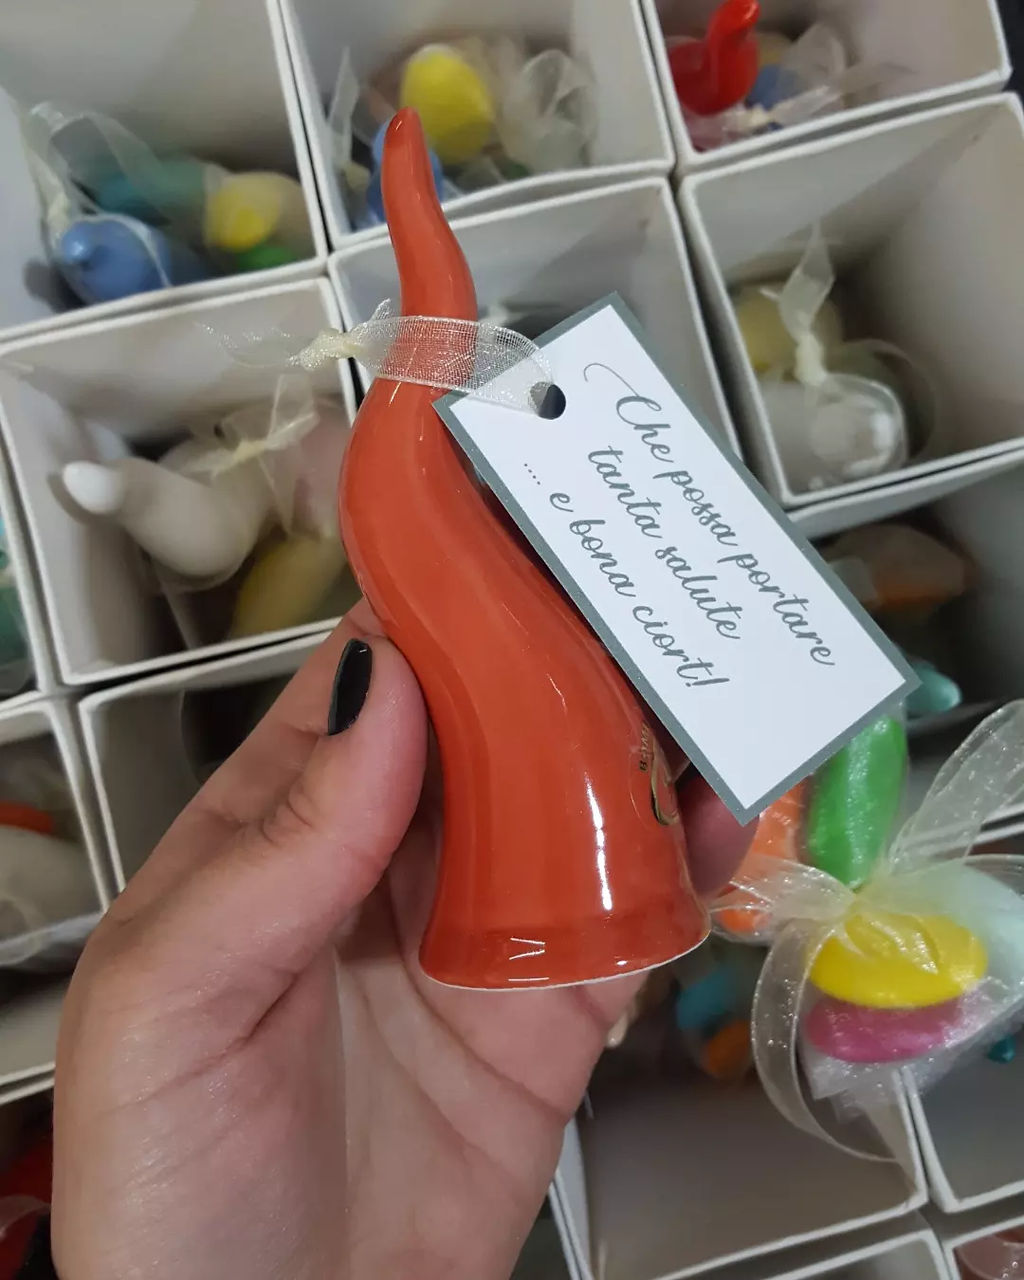 Che possa portare
tanta salute
..... e bona ciort!